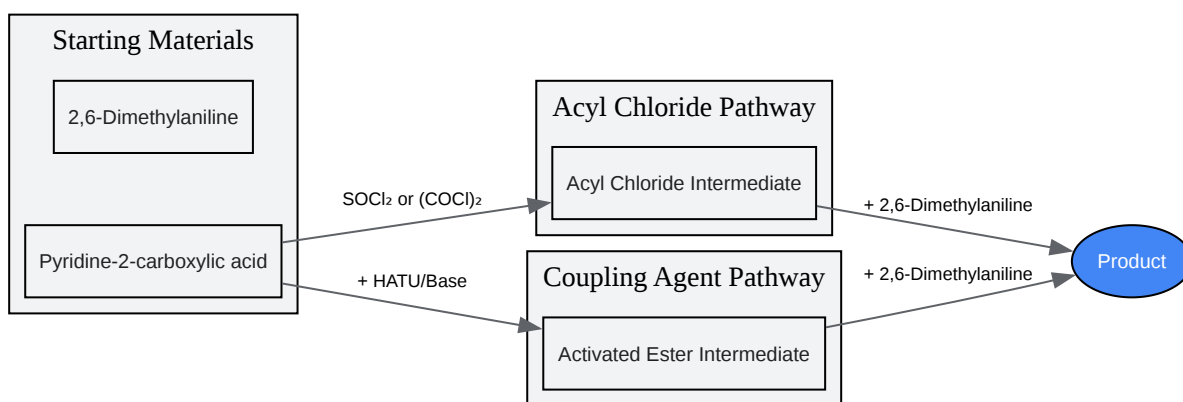 Starting Materials
2,6-Dimethylaniline
Pyridine-2-carboxylic acid
SOCl₂ or (COCl)₂
+ HATU/Base
Acyl Chloride Pathway
Acyl Chloride Intermediate
Coupling Agent Pathway
Activated Ester Intermediate
+ 2,6-Dimethylaniline
+ 2,6-Dimethylaniline
Product